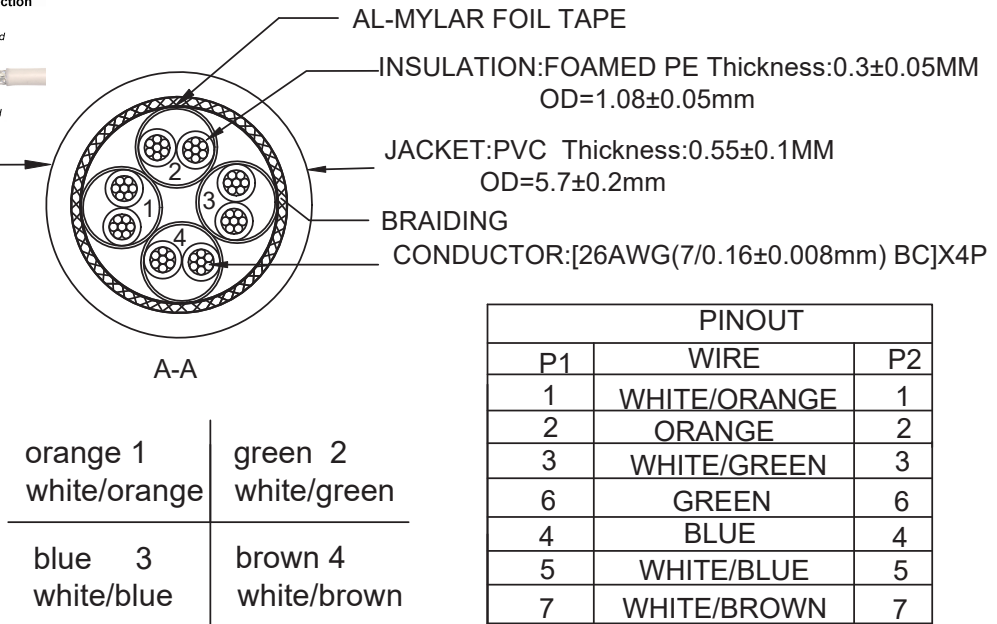 ction
d
d
AL-MYLAR FOIL TAPE
INSULATION:FOAMED PE Thickness:0.3±0.05MM
OD=1.08±0.05mm
JACKET:PVC Thickness:0.55±0.1MM
OD=5.7±0.2mm
BRAIDING
CONDUCTOR:[26AWG(7/0.16±0.008mm) BC]X4P
2
1
3
4
A-A
orange 1
white/orange
green 2
white/green
blue 3
white/blue
brown 4
white/brown
PINOUT
P1 WIRE P2
1 WHITE/ORANGE 1
2 ORANGE 2
3 WHITE/GREEN 3
6 GREEN 6
4 BLUE 4
5 WHITE/BLUE 5
7 WHITE/BROWN 7